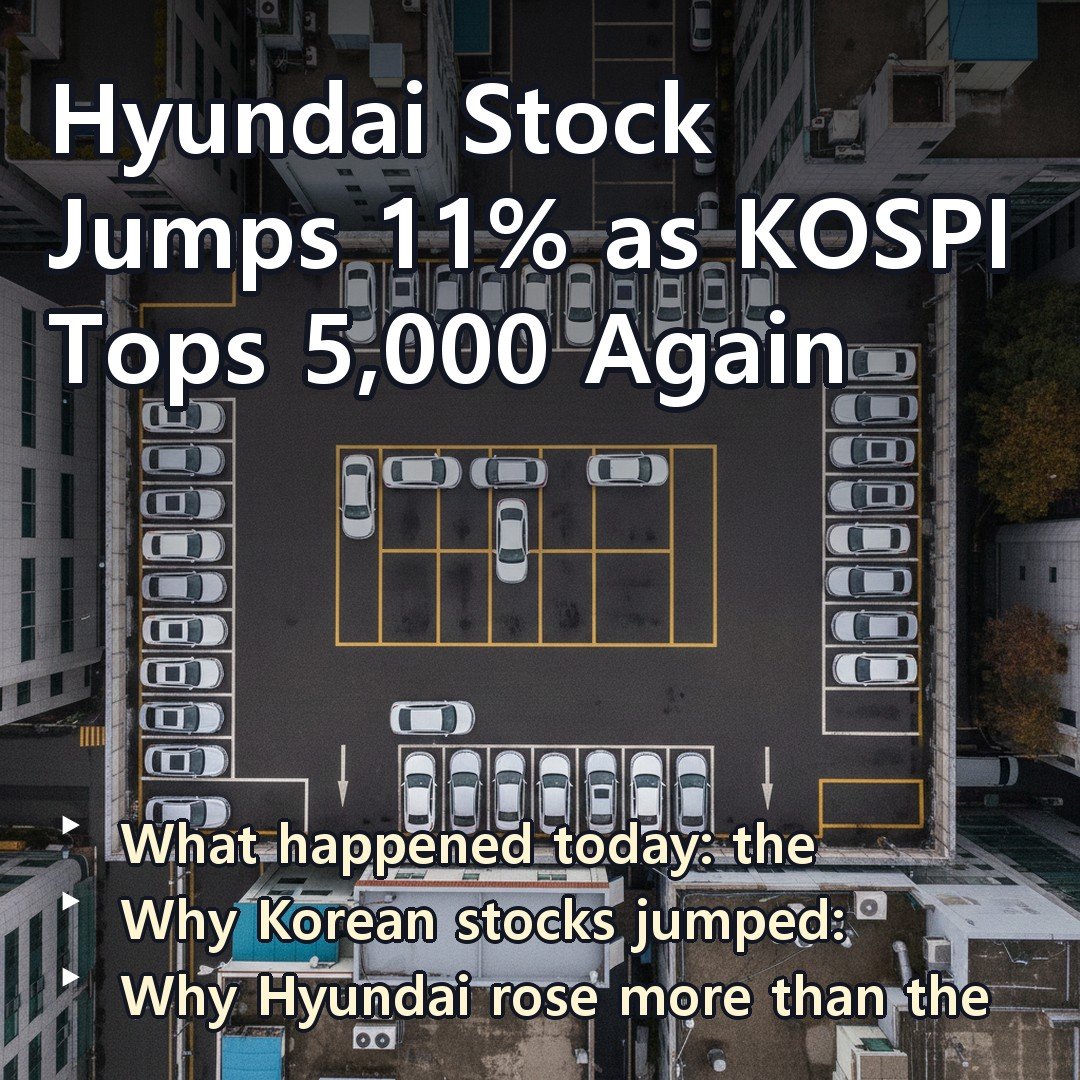 Hyundai Stock
Jumps 11% as KOSPI
Tops 5,000 Again
What happened today: the
Why Korean stocks jumped:
Why Hyundai rose more than the